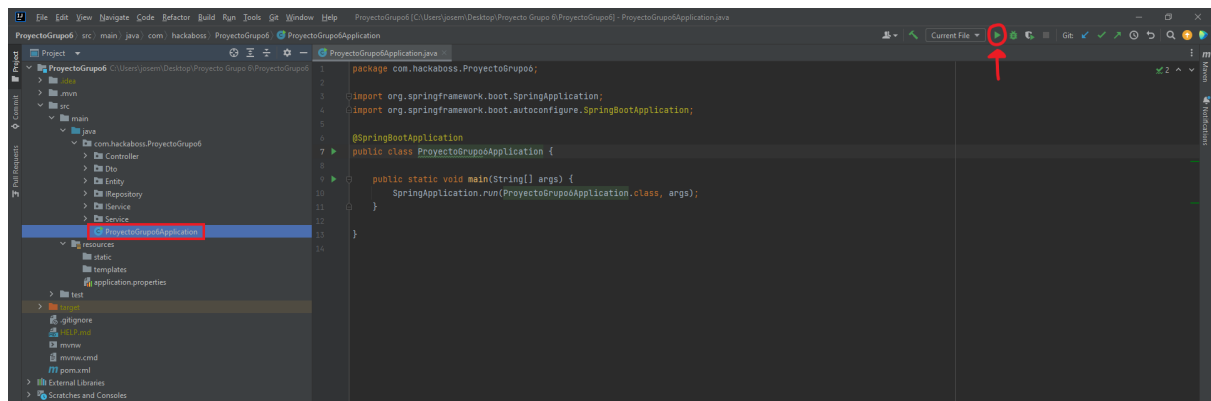 File Edit View Navigate Code Refactor Build Run Tools Git Window Help ProyectoGrupo6 [C:\Users\josem\Desktop\Proyecto Grupo 6\ProyectoGrupo6] - ProyectoGrupo6Application.java
ProyectoGrupo6 src main java com hackaboss ProyectoGrupo6 ProyectoGrupo6Application
Current File
Git:
Project
ProyectoGrupo6Application.java
ProyectoGrupo6 C:\Users\josem\Desktop\Proyecto Grupo 6\ProyectoGrupo6
.idea
.mvn
src
main
java
com.hackaboss.ProyectoGrupo6
Controller
Dto
Entity
IRepository
IService
Service
ProyectoGrupo6Application
resources
static
templates
application.properties
test
target
.gitignore
HELP.md
mvnw
mvnw.cmd
pom.xml
External Libraries
Scratches and Consoles
Project
Commit
Pull Requests
1 package com.hackaboss.ProyectoGrupo6;
2
3 import org.springframework.boot.SpringApplication;
4 import org.springframework.boot.autoconfigure.SpringBootApplication;
5
6 @SpringBootApplication
7 public class ProyectoGrupo6Application {
8
9 public static void main(String[] args) {
10 SpringApplication.run(ProyectoGrupo6Application.class, args);
11 }
12
13 }
14
2
m
Maven
Notifications